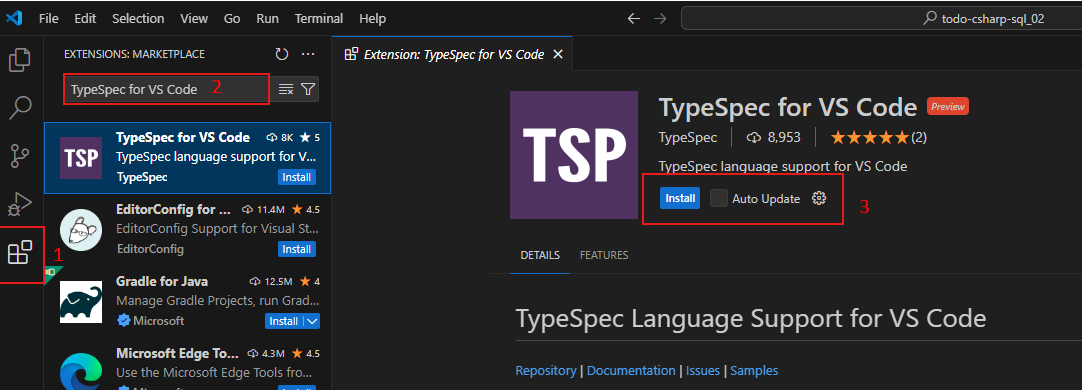 File Edit Selection View Go Run Terminal Help
todo-csharp-sql_02
EXTENSIONS: MARKETPLACE
TypeSpec for VS Code 2
1
TSP
TypeSpec for VS Code 8K 5
TypeSpec language support for V...
TypeSpec Install
EditorConfig for ... 11.4M 4.5
EditorConfig Support for Visual St...
EditorConfig Install
Gradle for Java 12.5M 4
Manage Gradle Projects, run Grad...
Microsoft Install
Microsoft Edge To... 4.3M 4.5
Use the Microsoft Edge Tools from...
Extension: TypeSpec for VS Code
TSP
TypeSpec for VS Code Preview
TypeSpec 8,953 (2)
TypeSpec language support for VS Code
Install Auto Update 3
DETAILS FEATURES
TypeSpec Language Support for VS Code
Repository | Documentation | Issues | Samples